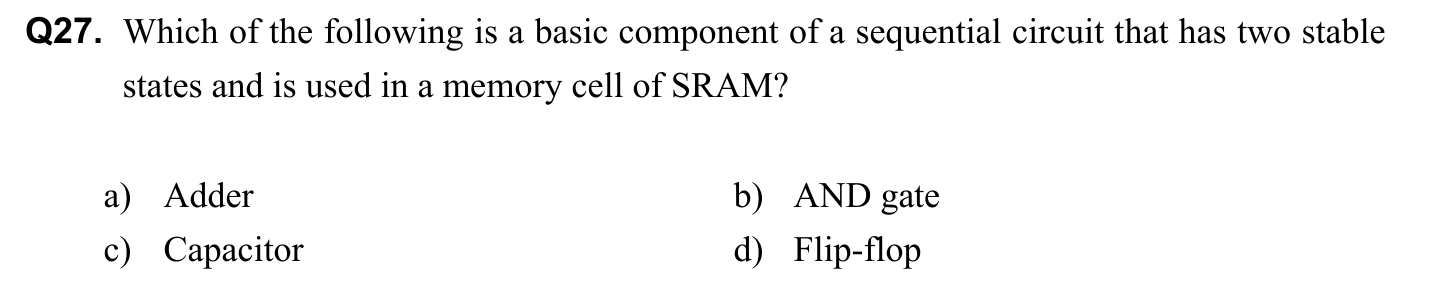 Q27. Which of the following is a basic component of a sequential circuit that has two stable
states and is used in a memory cell of SRAM?
a) Adder b) AND gate
c) Capacitor d) Flip-flop